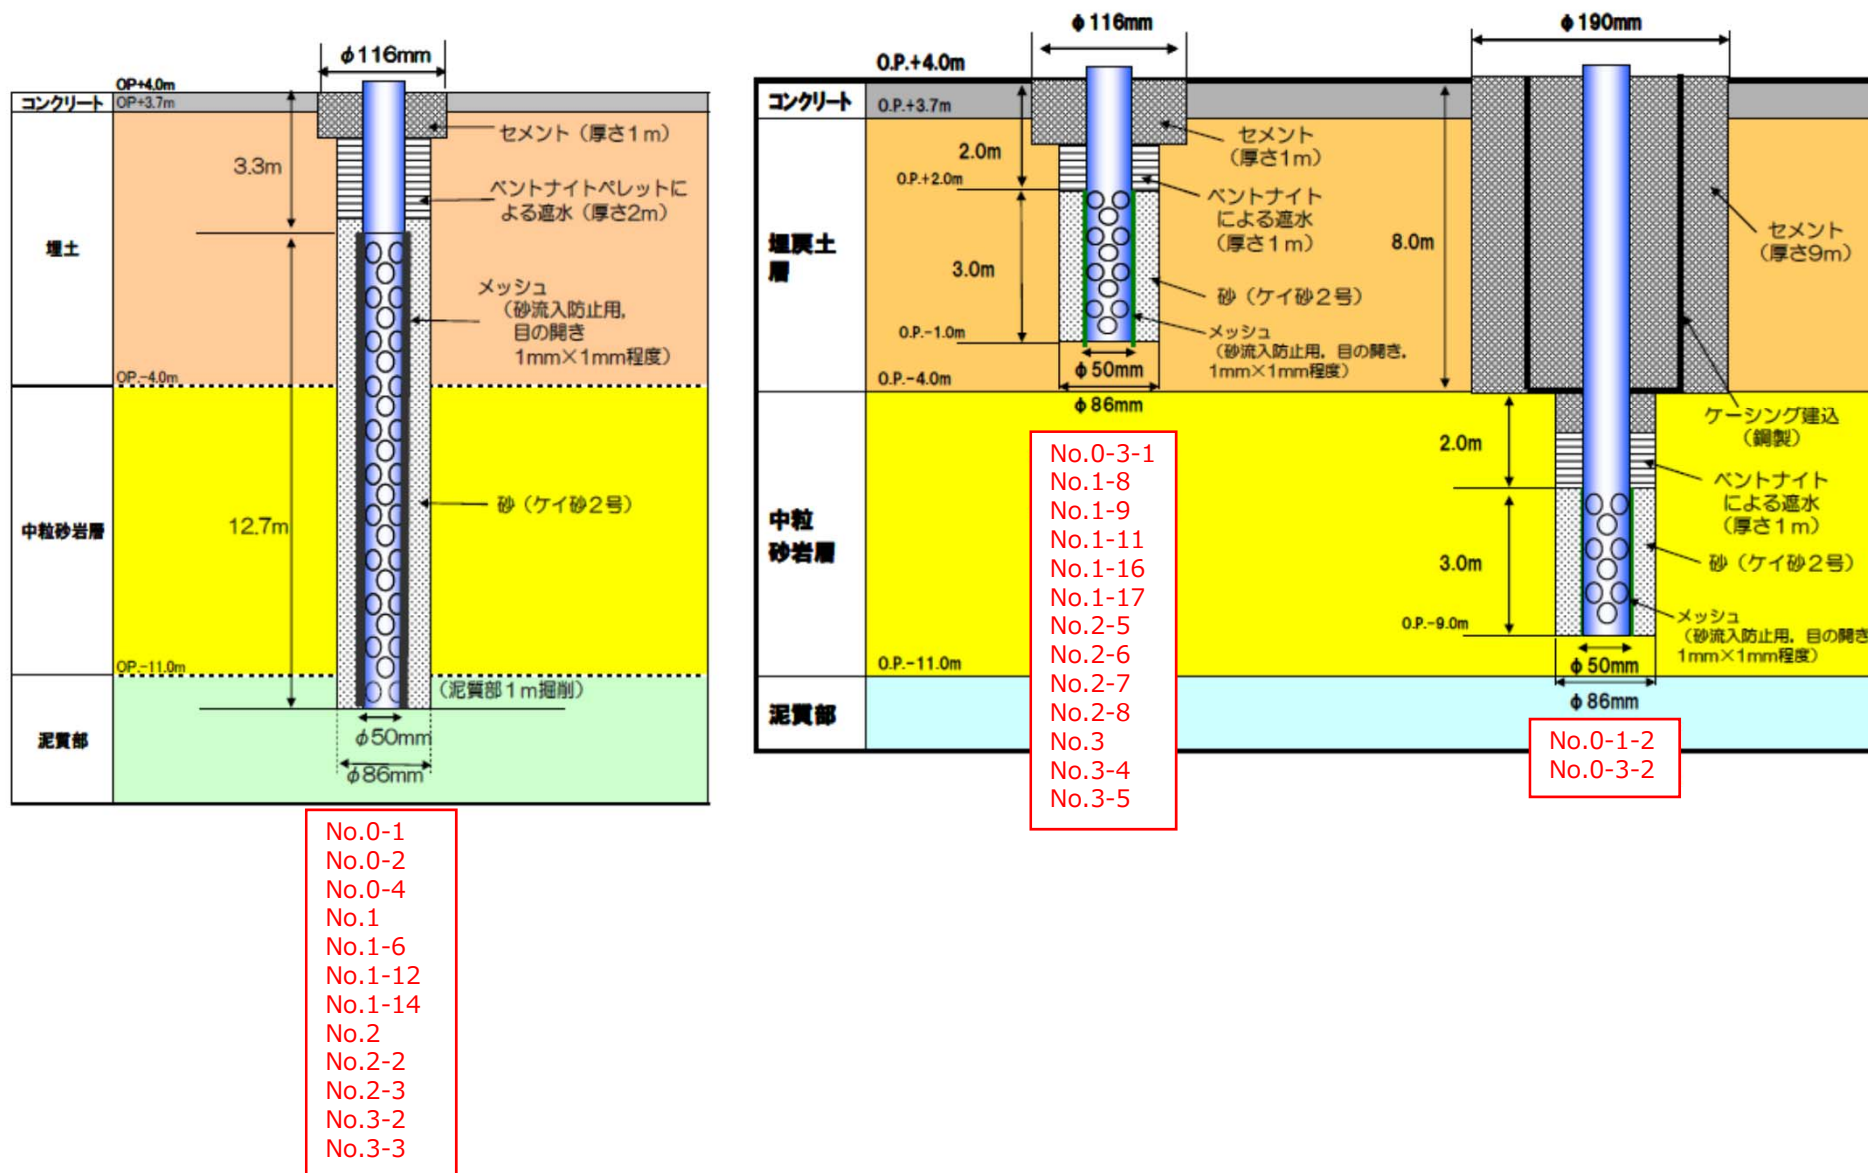 φ116mm
OP+4.0m
コンクリート
OP+3.7m
セメント（厚さ1m）
3.3m
ベントナイトペレットに
よる遮水（厚さ2m）
埋土
メッシュ
（砂流入防止用，
目の開き
1mm×1mm程度）
OP.-4.0m
中粒砂岩層
12.7m
砂（ケイ砂2号）
OP.-11.0m
（泥質部1m掘削）
泥質部
φ50mm
φ86mm
No.0-1
No.0-2
No.0-4
No.1
No.1-6
No.1-12
No.1-14
No.2
No.2-2
No.2-3
No.3-2
No.3-3
φ116mm
φ190mm
O.P.+4.0m
コンクリート
O.P.+3.7m
セメント
（厚さ1m）
2.0m
O.P.+2.0m
ベントナイト
による遮水
（厚さ1m）
埋戻土
層
3.0m
砂（ケイ砂2号）
O.P.-1.0m
メッシュ
（砂流入防止用，目の開き，
1mm×1mm程度）
φ50mm
O.P.-4.0m
φ86mm
8.0m
セメント
（厚さ9m）
ケーシング建込
（鋼製）
2.0m
ベントナイト
による遮水
（厚さ1m）
中粒
砂岩層
3.0m
砂（ケイ砂2号）
O.P.-9.0m
メッシュ
（砂流入防止用，目の開き
1mm×1mm程度）
O.P.-11.0m
φ50mm
φ86mm
泥質部
No.0-3-1
No.1-8
No.1-9
No.1-11
No.1-16
No.1-17
No.2-5
No.2-6
No.2-7
No.2-8
No.3
No.3-4
No.3-5
No.0-1-2
No.0-3-2